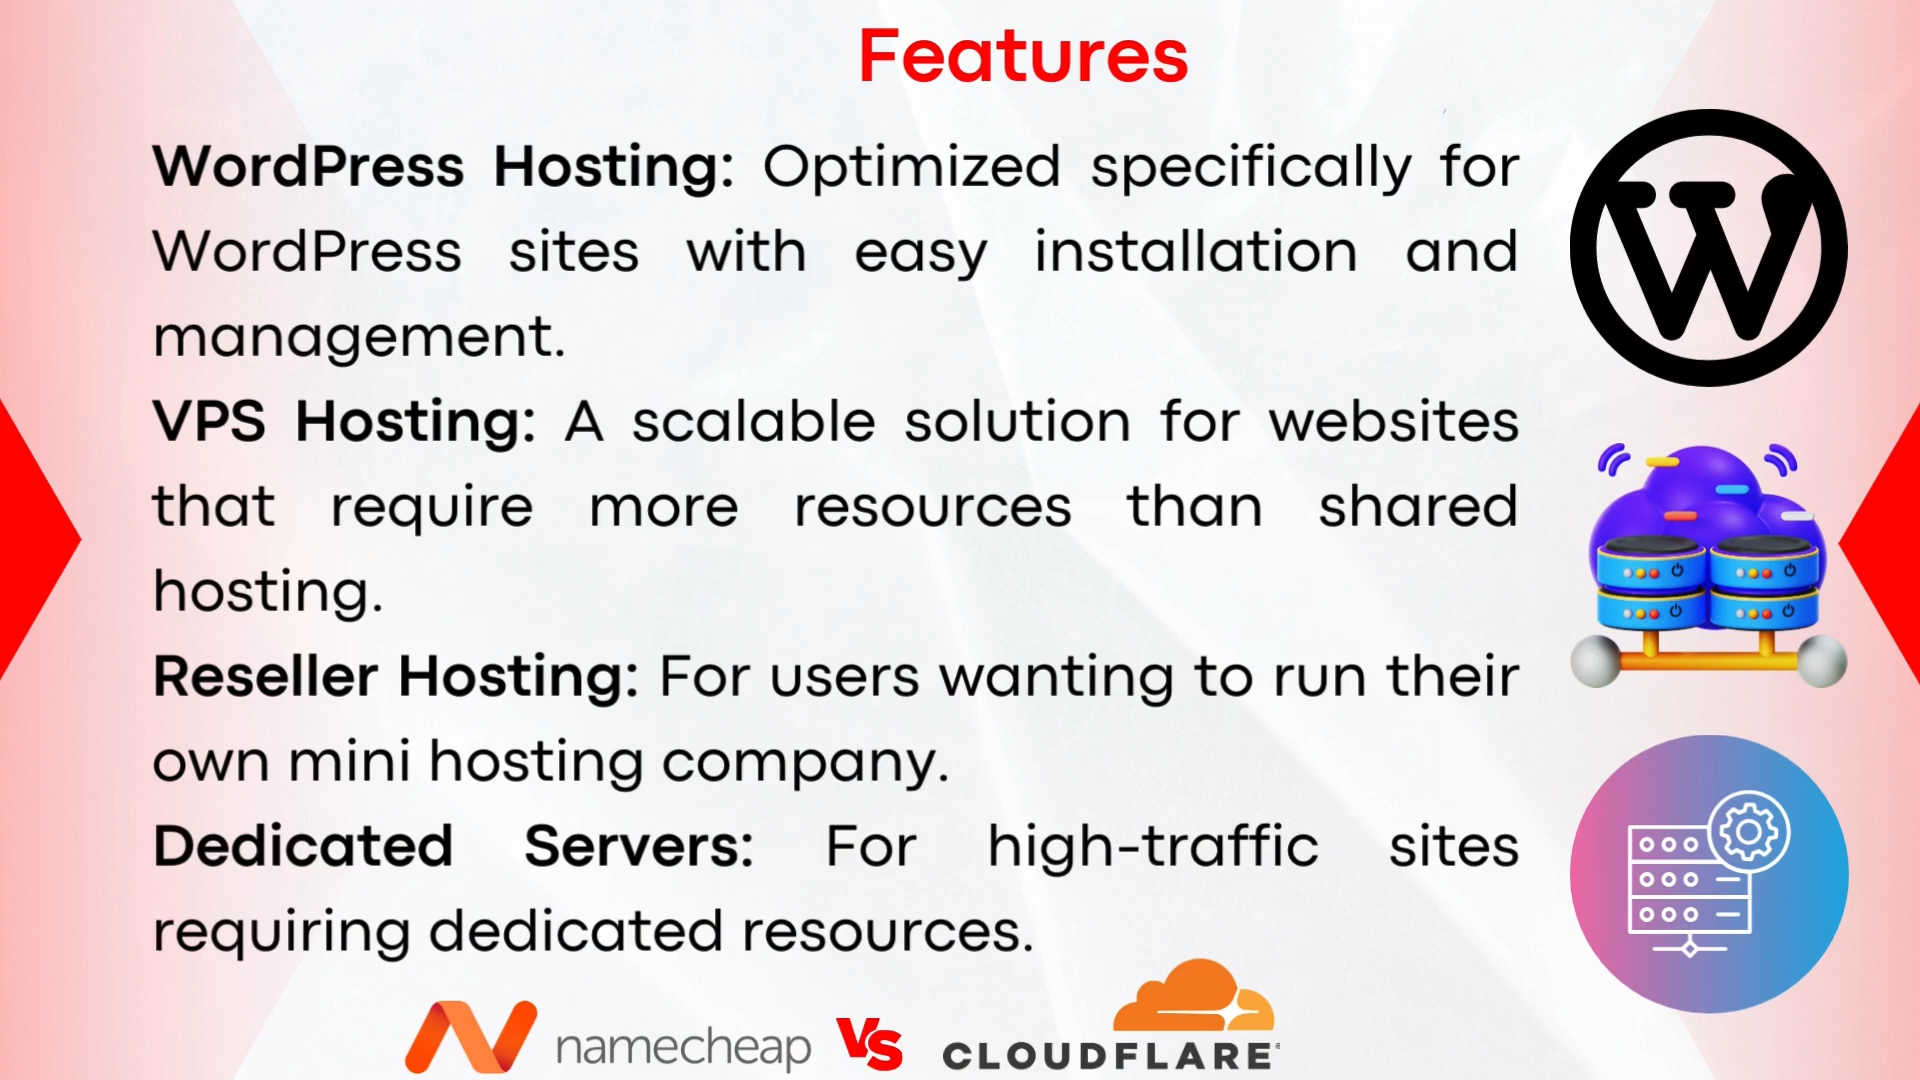 Features
WordPress Hosting: Optimized specifically for
WordPress sites with easy installation and
management.
VPS Hosting: A scalable solution for websites
that require more resources than shared
hosting.
Reseller Hosting: For users wanting to run their
own mini hosting company.
Dedicated Servers: For high-traffic sites
requiring dedicated resources.
namecheap VS CLOUDFLARE